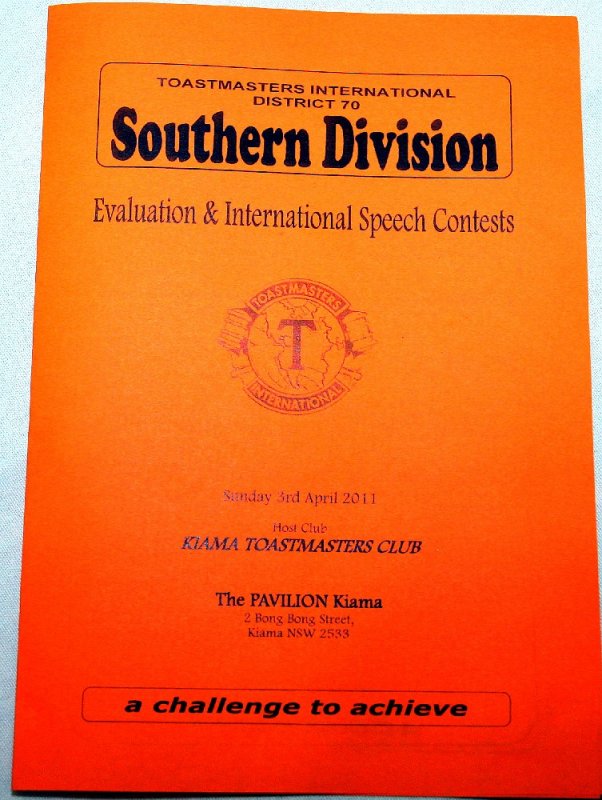 TOASTMASTERS INTERNATIONAL
DISTRICT 70
Southern Division
Evaluation & International Speech Contests
TOASTMASTERS
T
INTERNATIONAL
Sunday 3rd April 2011
Host Club
KIAMA TOASTMASTERS CLUB
The PAVILION Kiama
2 Bong Bong Street,
Kiama NSW 2533
a challenge to achieve